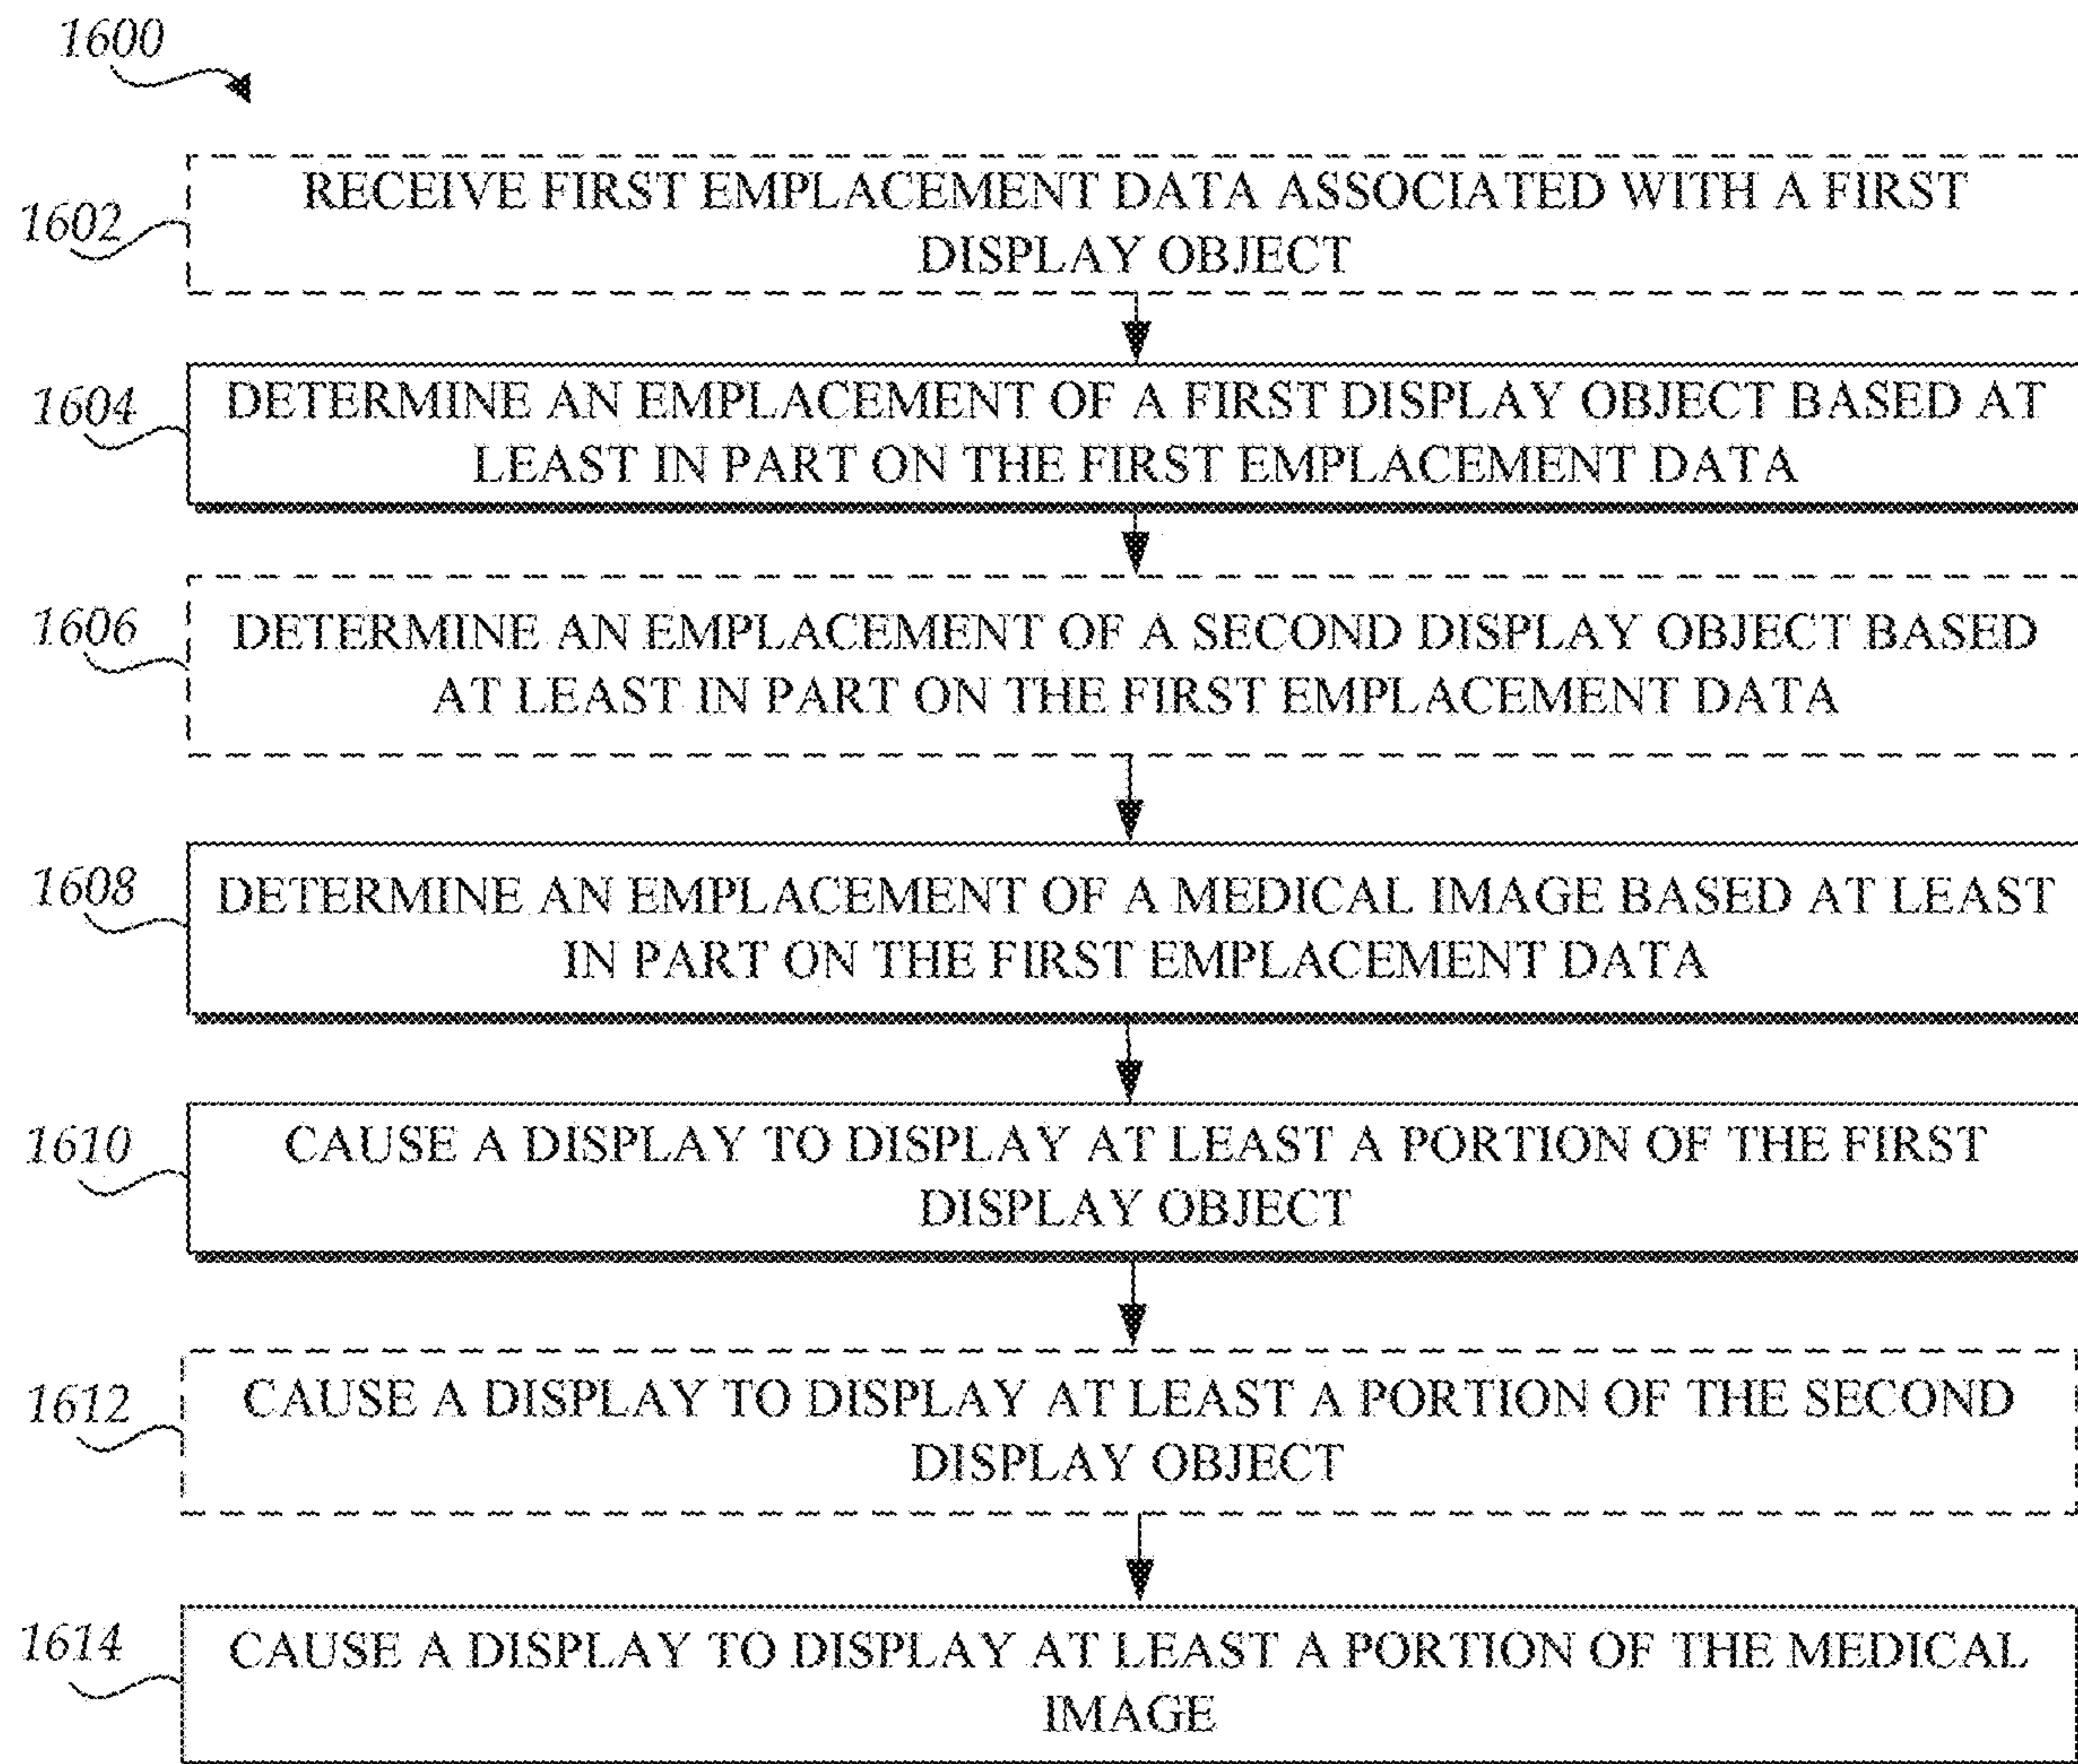 1600
1602
RECEIVE FIRST EMPLACEMENT DATA ASSOCIATED WITH A FIRST
DISPLAY OBJECT
1604
DETERMINE AN EMPLACEMENT OF A FIRST DISPLAY OBJECT BASED AT
LEAST IN PART ON THE FIRST EMPLACEMENT DATA
1606
DETERMINE AN EMPLACEMENT OF A SECOND DISPLAY OBJECT BASED
AT LEAST IN PART ON THE FIRST EMPLACEMENT DATA
1608
DETERMINE AN EMPLACEMENT OF A MEDICAL IMAGE BASED AT LEAST
IN PART ON THE FIRST EMPLACEMENT DATA
1610
CAUSE A DISPLAY TO DISPLAY AT LEAST A PORTION OF THE FIRST
DISPLAY OBJECT
1612
CAUSE A DISPLAY TO DISPLAY AT LEAST A PORTION OF THE SECOND
DISPLAY OBJECT
1614
CAUSE A DISPLAY TO DISPLAY AT LEAST A PORTION OF THE MEDICAL
IMAGE